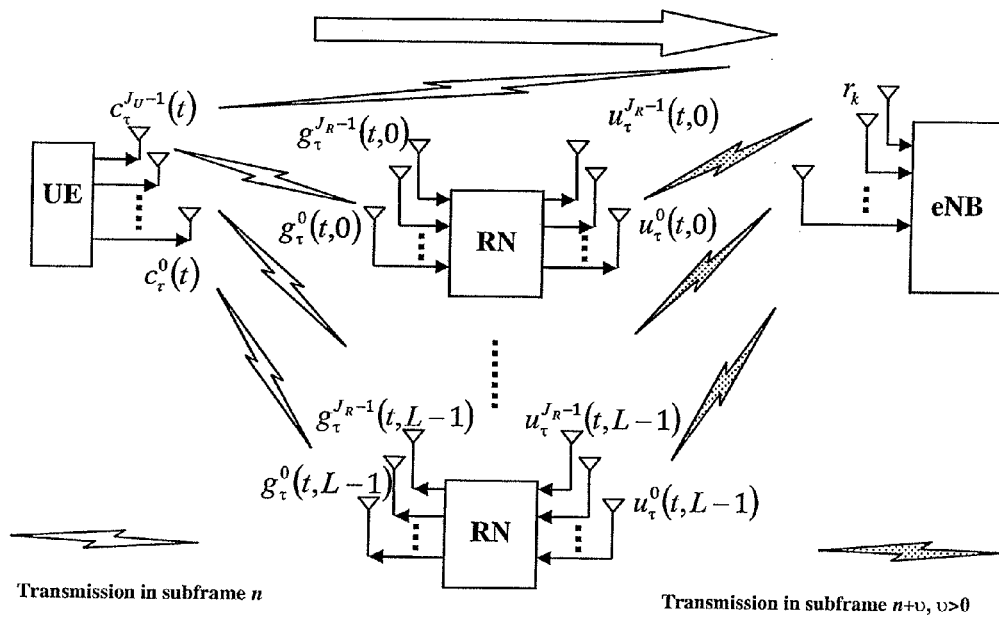 c_τ^{J_U−1}(t)
g_τ^{J_R−1}(t,0)
u_τ^{J_R−1}(t,0)
r_k
UE
eNB
g_τ^0(t,0)
RN
u_τ^0(t,0)
c_τ^0(t)
g_τ^{J_R−1}(t,L−1)
u_τ^{J_R−1}(t,L−1)
g_τ^0(t,L−1)
RN
u_τ^0(t,L−1)
Transmission in subframe n
Transmission in subframe n+υ, υ>0